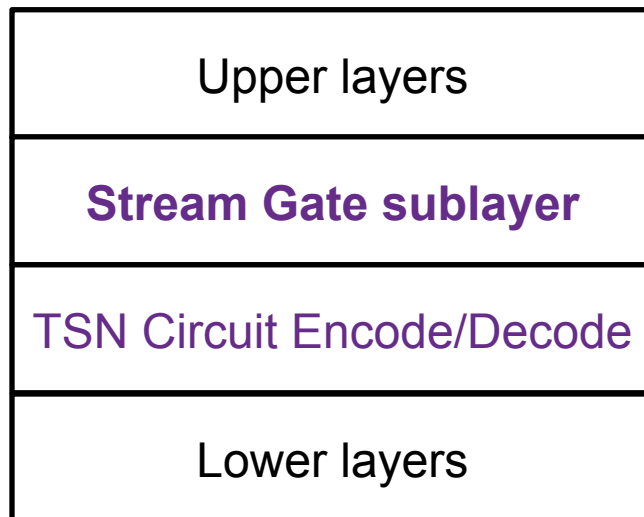 Upper layers
Stream Gate sublayer
TSN Circuit Encode/Decode
Lower layers